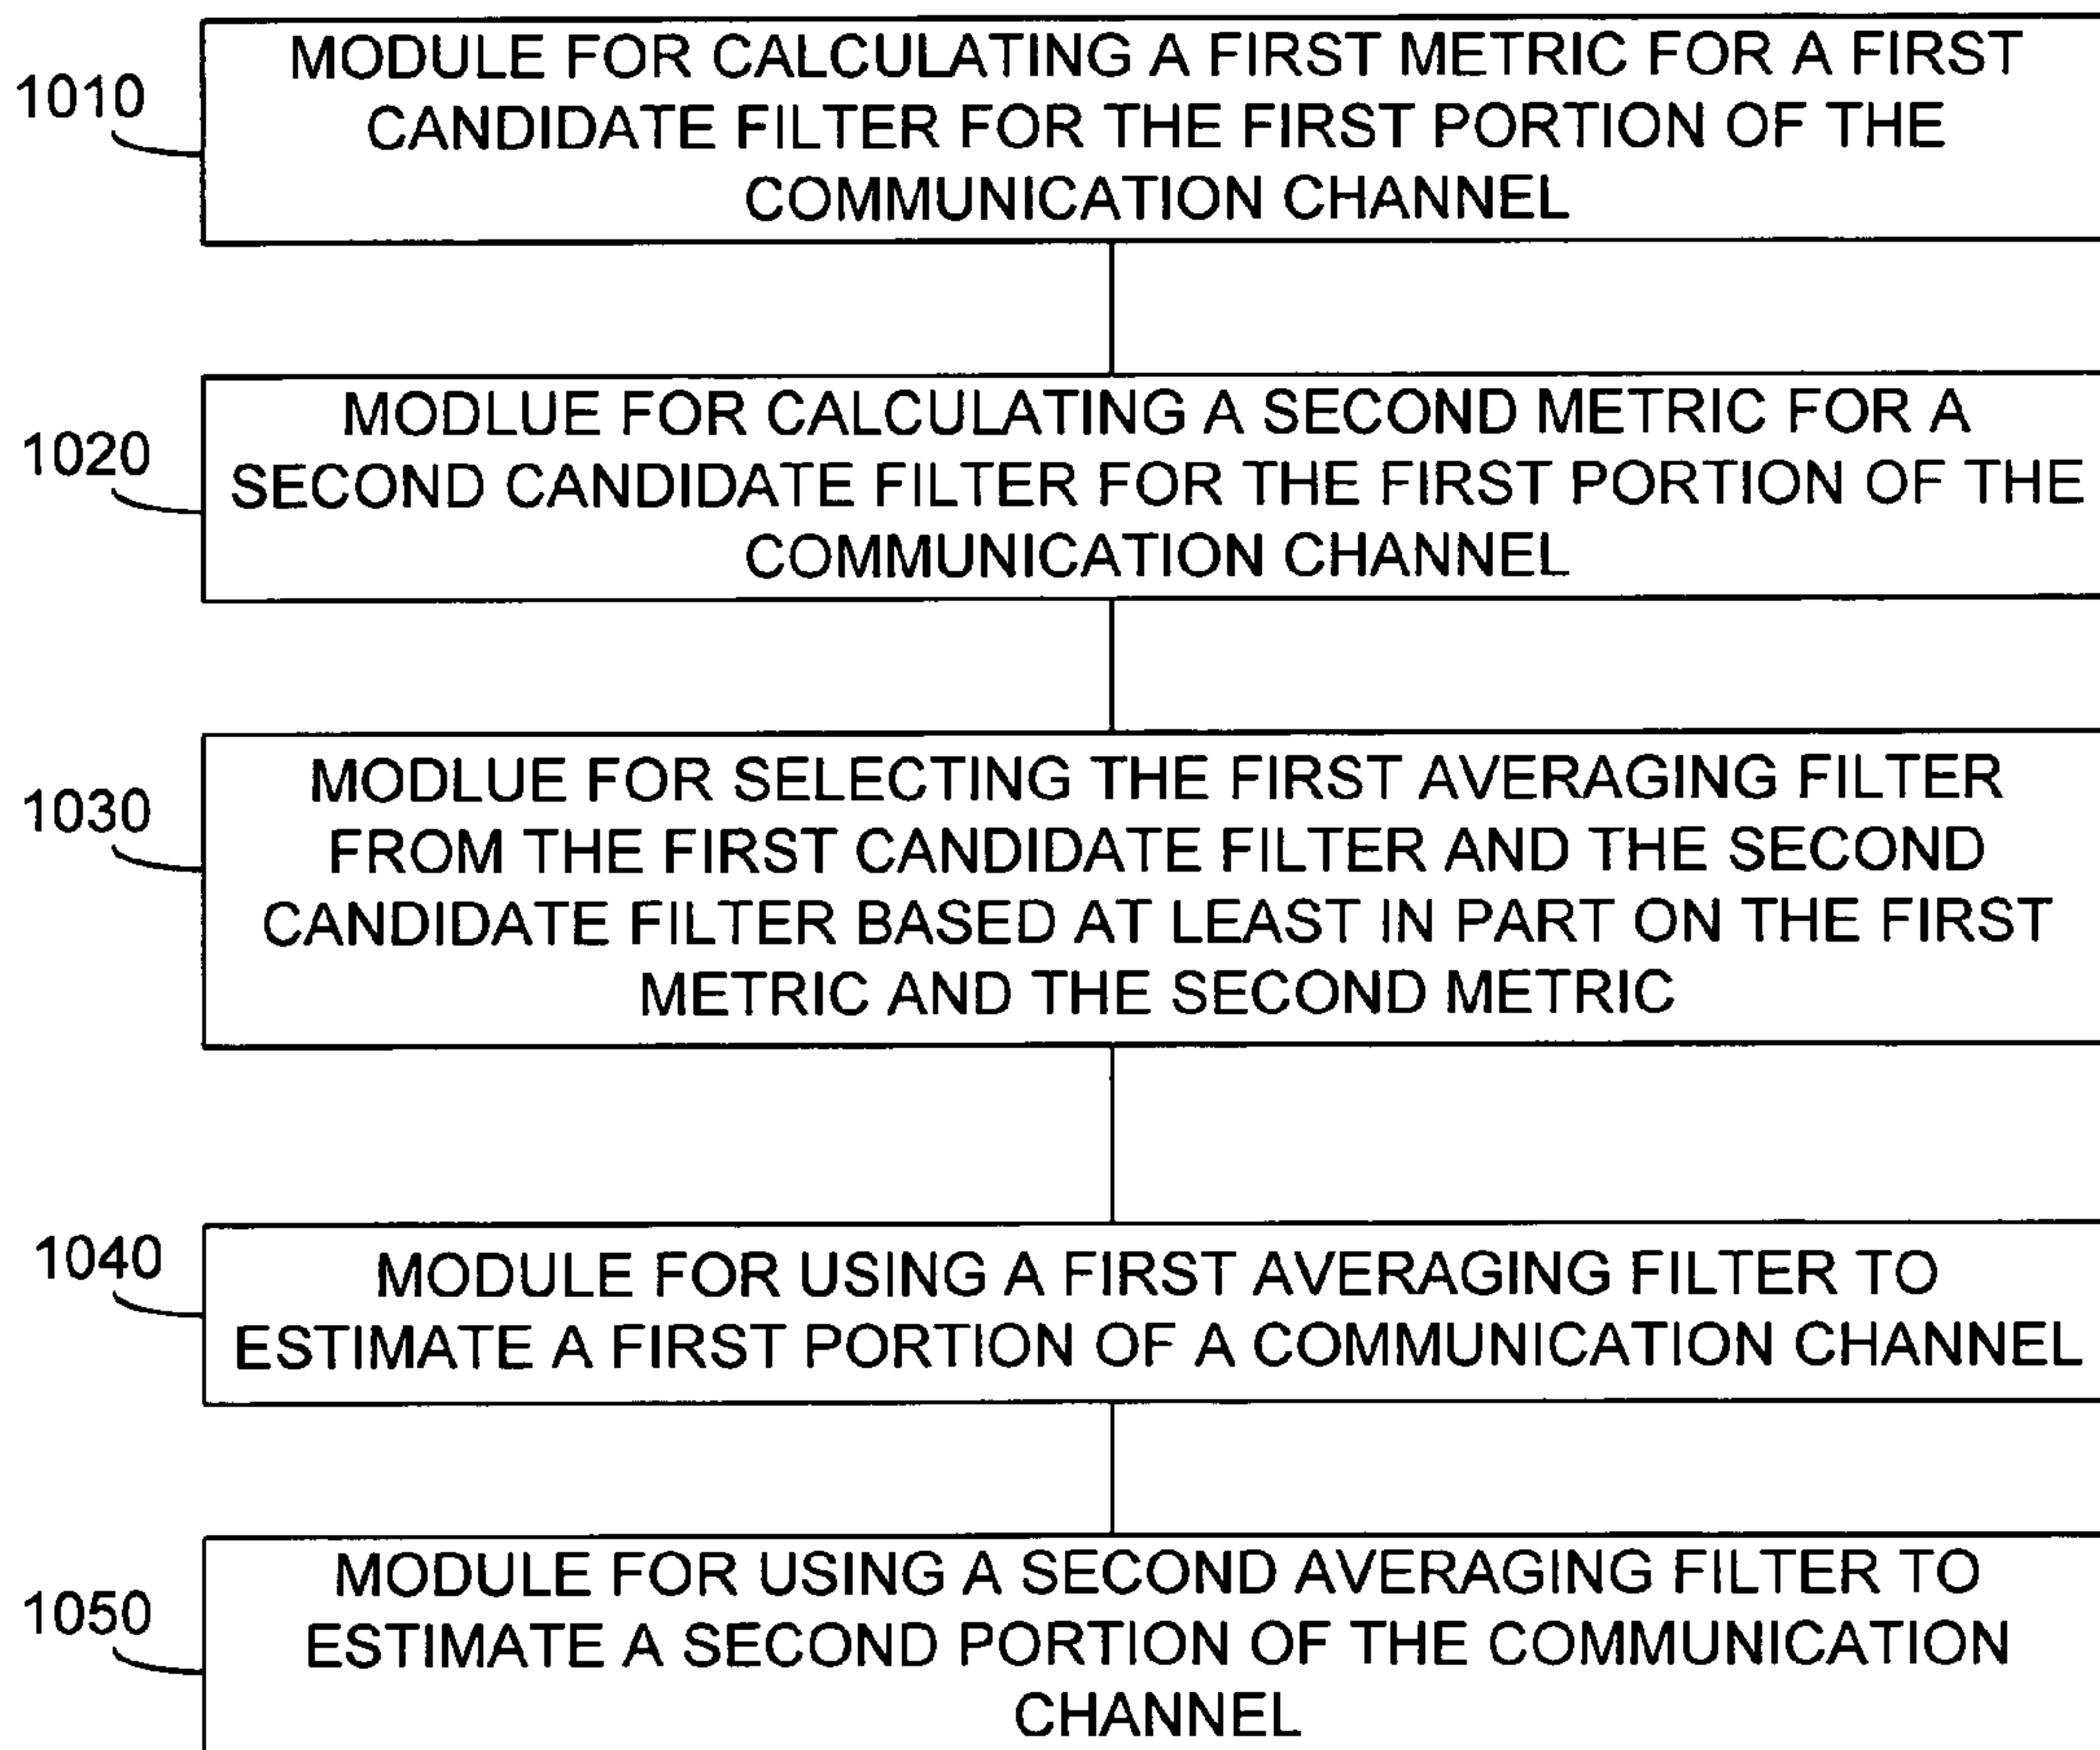 1010
MODULE FOR CALCULATING A FIRST METRIC FOR A FIRST
CANDIDATE FILTER FOR THE FIRST PORTION OF THE
COMMUNICATION CHANNEL
1020
MODLUE FOR CALCULATING A SECOND METRIC FOR A
SECOND CANDIDATE FILTER FOR THE FIRST PORTION OF THE
COMMUNICATION CHANNEL
1030
MODLUE FOR SELECTING THE FIRST AVERAGING FILTER
FROM THE FIRST CANDIDATE FILTER AND THE SECOND
CANDIDATE FILTER BASED AT LEAST IN PART ON THE FIRST
METRIC AND THE SECOND METRIC
1040
MODULE FOR USING A FIRST AVERAGING FILTER TO
ESTIMATE A FIRST PORTION OF A COMMUNICATION CHANNEL
1050
MODULE FOR USING A SECOND AVERAGING FILTER TO
ESTIMATE A SECOND PORTION OF THE COMMUNICATION
CHANNEL